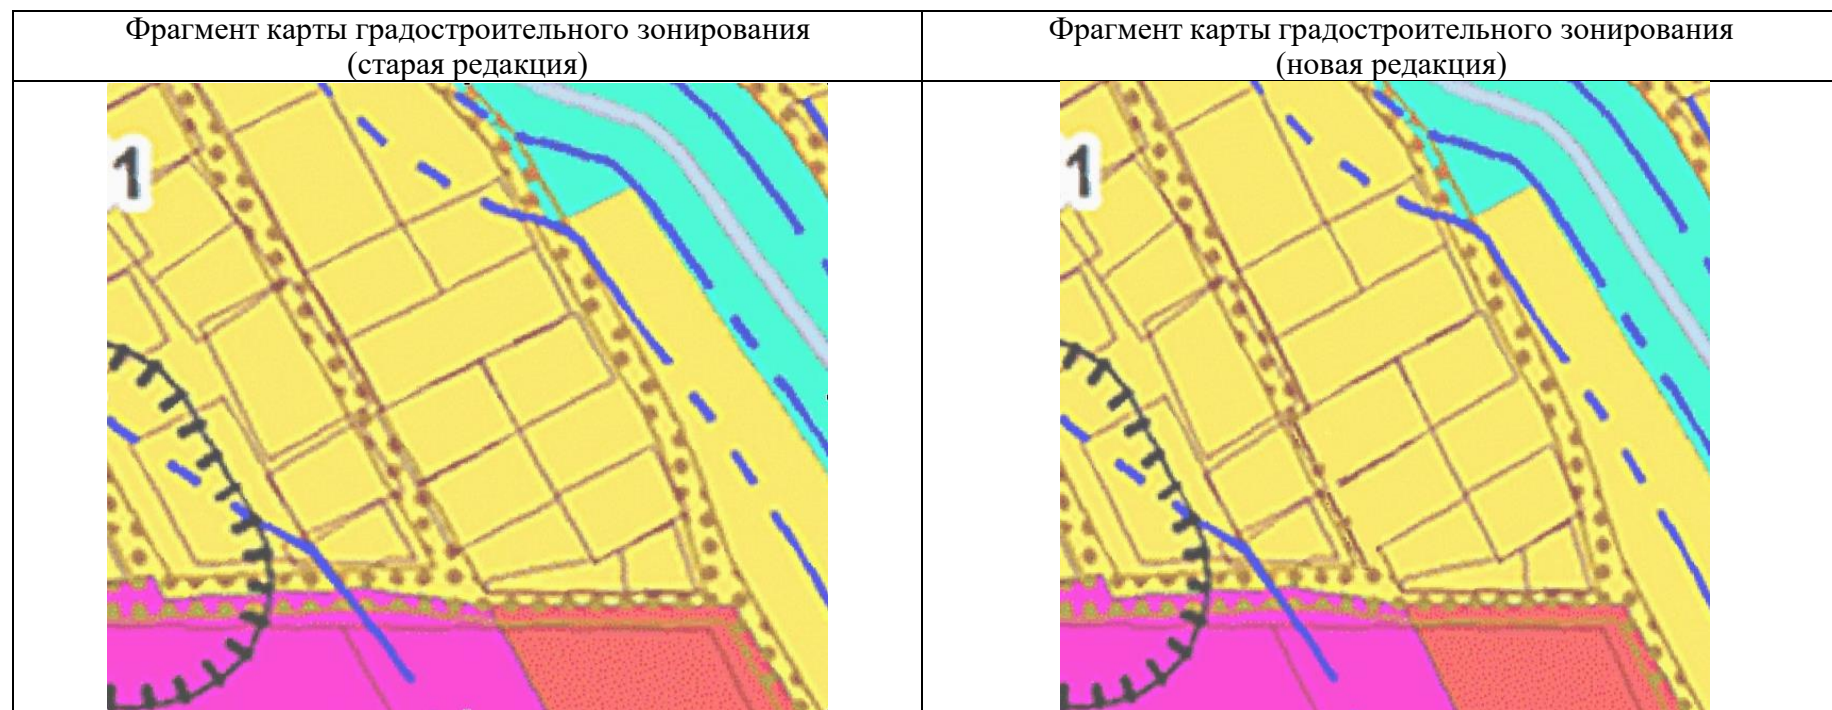 Фрагмент карты градостроительного зонирования
(старая редакция)
Фрагмент карты градостроительного зонирования
(новая редакция)
1
1